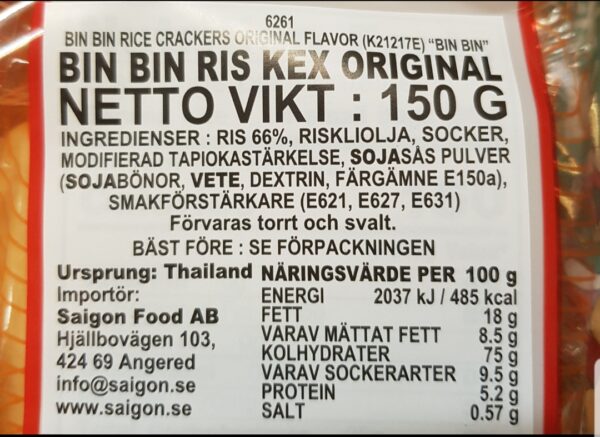 6261
BIN BIN RICE CRACKERS ORIGINAL FLAVOR (K21217E) "BIN BIN"
BIN BIN RIS KEX ORIGINAL
NETTO VIKT : 150 G
INGREDIENSER : RIS 66%, RISKLIOLJA, SOCKER,
MODIFIERAD TAPIOKASTÄRKELSE, SOJASÅS PULVER
(SOJABÖNOR, VETE, DEXTRIN, FÄRGÄMNE E150a),
SMAKFÖRSTÄRKARE (E621, E627, E631)
Förvaras torrt och svalt.
BÄST FÖRE : SE FÖRPACKNINGEN
Ursprung: Thailand
Importör:
Saigon Food AB
Hjällbovägen 103,
424 69 Angered
info@saigon.se
www.saigon.se
NÄRINGSVÄRDE PER 100 g
ENERGI 2037 kJ / 485 kcal
FETT 18 g
VARAV MÄTTAT FETT 8.5 g
KOLHYDRATER 75 g
VARAV SOCKERARTER 9.5 g
PROTEIN 5.2 g
SALT 0.57 g